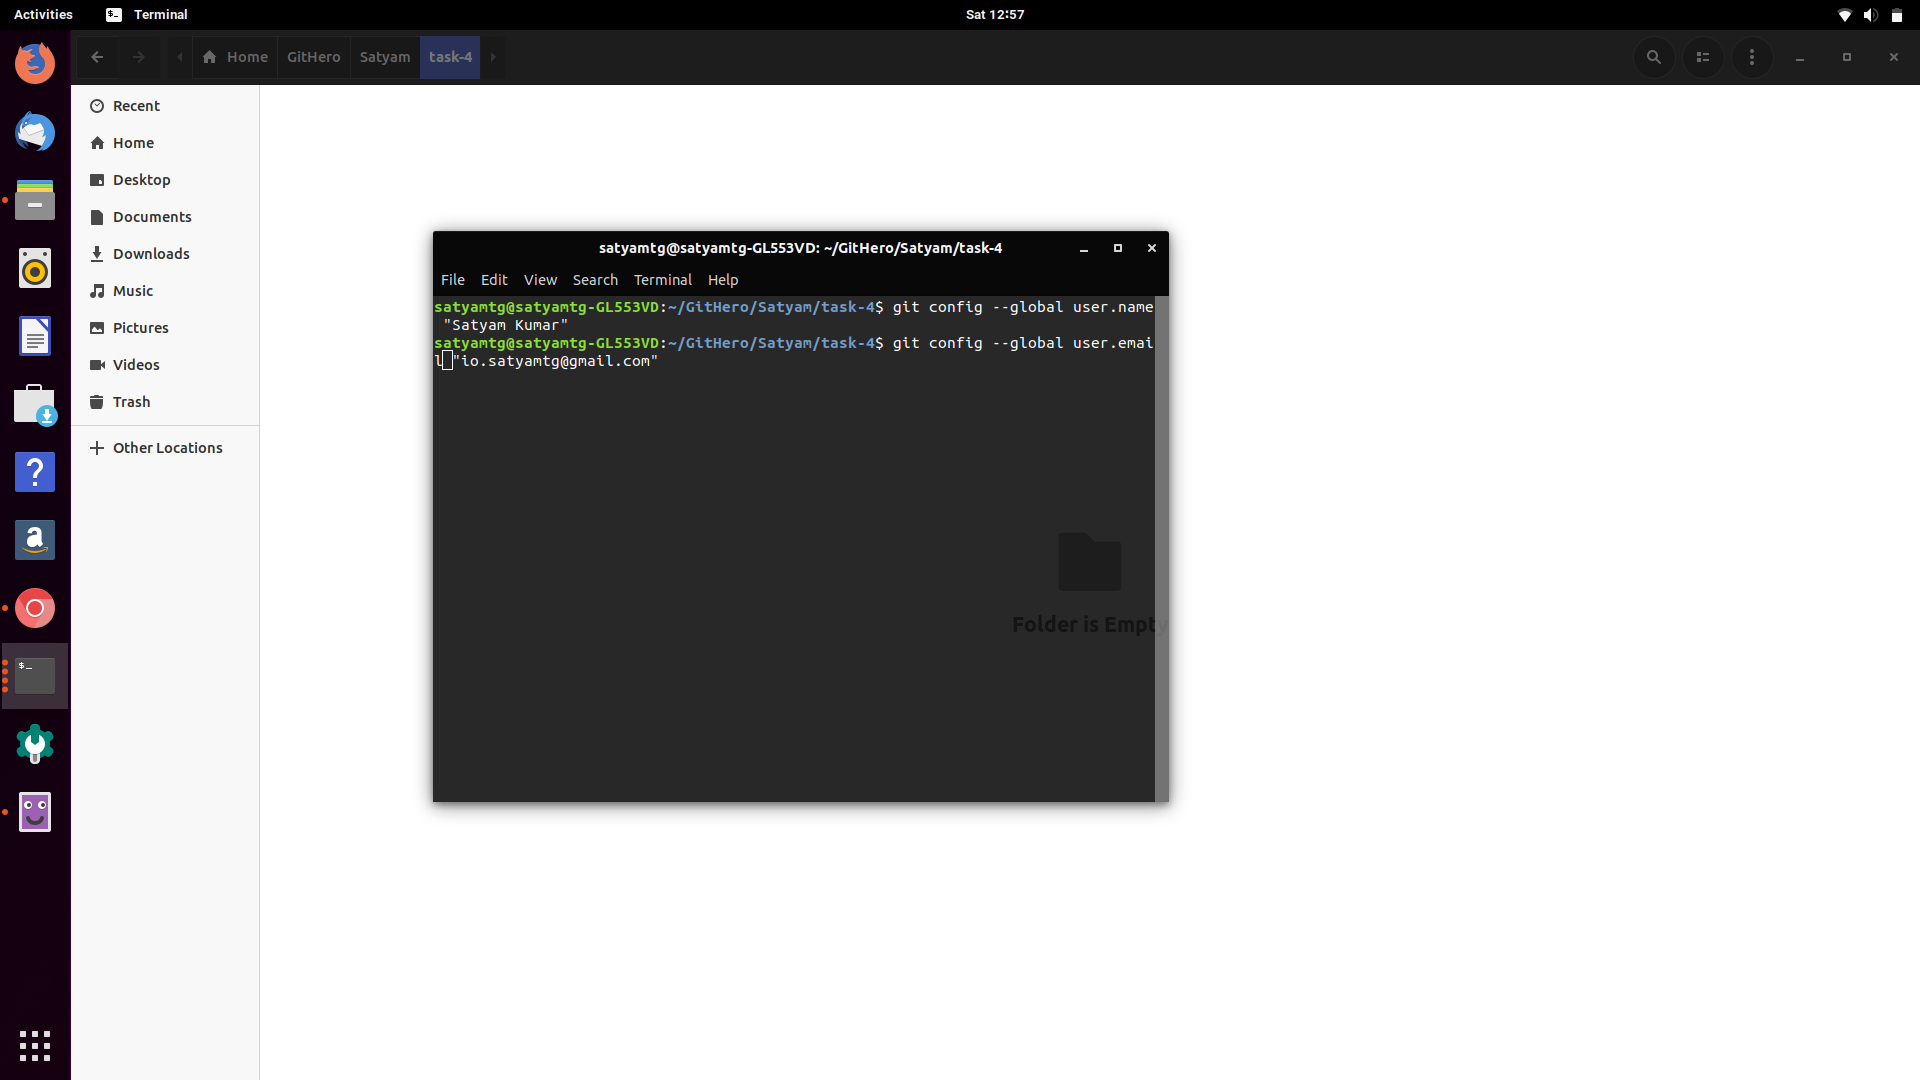 Activities
Terminal
Sat 12:57
Home
GitHero
Satyam
task-4
Recent
Home
Desktop
Documents
Downloads
Music
Pictures
Videos
Trash
Other Locations
satyamtg@satyamtg-GL553VD: ~/GitHero/Satyam/task-4
File Edit View Search Terminal Help
satyamtg@satyamtg-GL553VD:~/GitHero/Satyam/task-4$ git config --global user.name
"Satyam Kumar"
satyamtg@satyamtg-GL553VD:~/GitHero/Satyam/task-4$ git config --global user.emai
l "io.satyamtg@gmail.com"
Folder is Empty